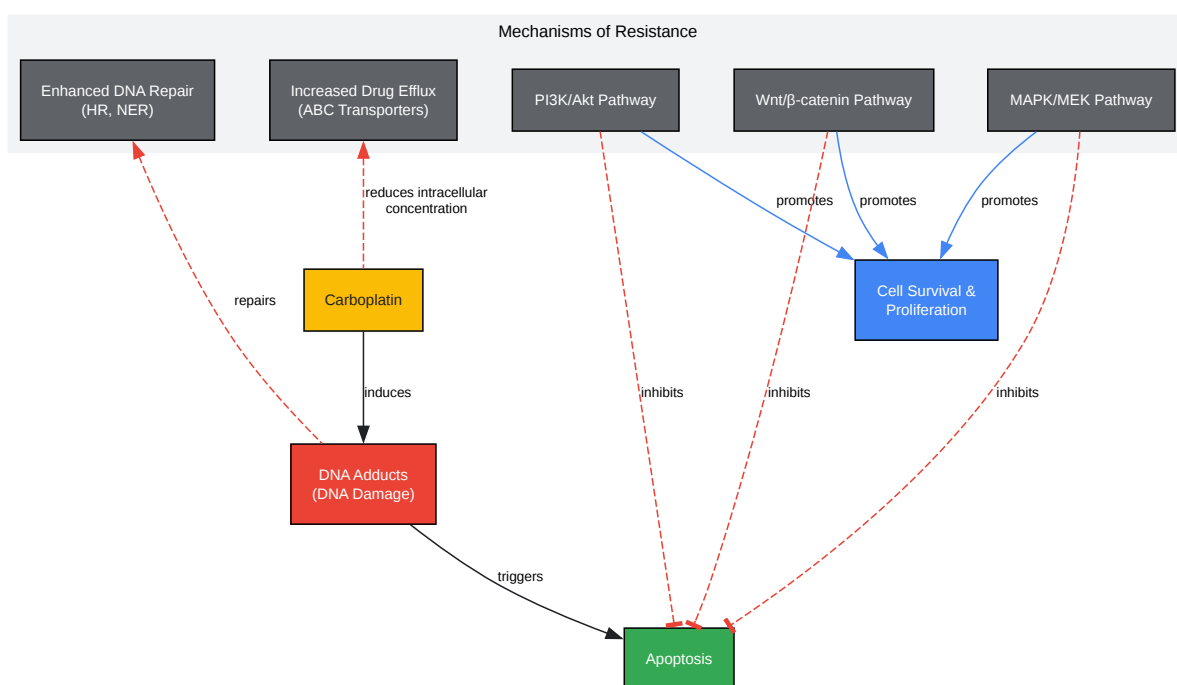 Mechanisms of Resistance
Enhanced DNA Repair
(HR, NER)
Increased Drug Efflux
(ABC Transporters)
PI3K/Akt Pathway
Wnt/β-catenin Pathway
MAPK/MEK Pathway
reduces intracellular
concentration
promotes
promotes
promotes
repairs
Carboplatin
Cell Survival &
Proliferation
induces
inhibits
inhibits
inhibits
DNA Adducts
(DNA Damage)
triggers
Apoptosis